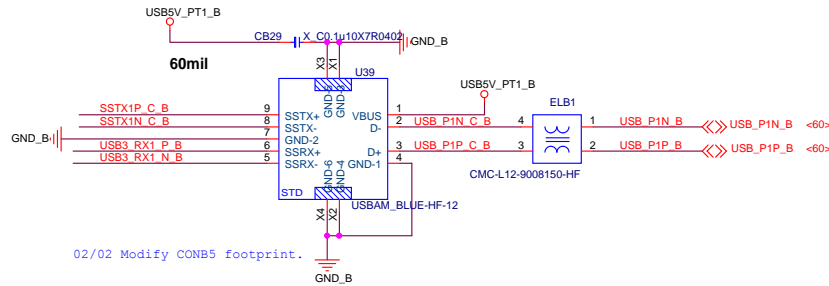 USB5V_PT1_B
CB29
X_C0.1u10X7R0402
GND_B
60mil
X3
X1
U39
USB5V_PT1_B
ELB1
SSTX1P_C_B 9 SSTX+ VBUS 1
SSTX1N_C_B 8 SSTX- D- 2 USB_P1N_C_B 4 1 USB_P1N_B USB_P1N_B <60>
GND_B 7 GND-2
USB3_RX1_P_B 6 SSRX+ D+ 3 USB_P1P_C_B 3 2 USB_P1P_B USB_P1P_B <60>
USB3_RX1_N_B 5 SSRX- GND-1 4
CMC-L12-9008150-HF
GND-6
GND-4
STD
USBAM_BLUE-HF-12
X4
X2
02/02 Modify CONB5 footprint.
GND_B